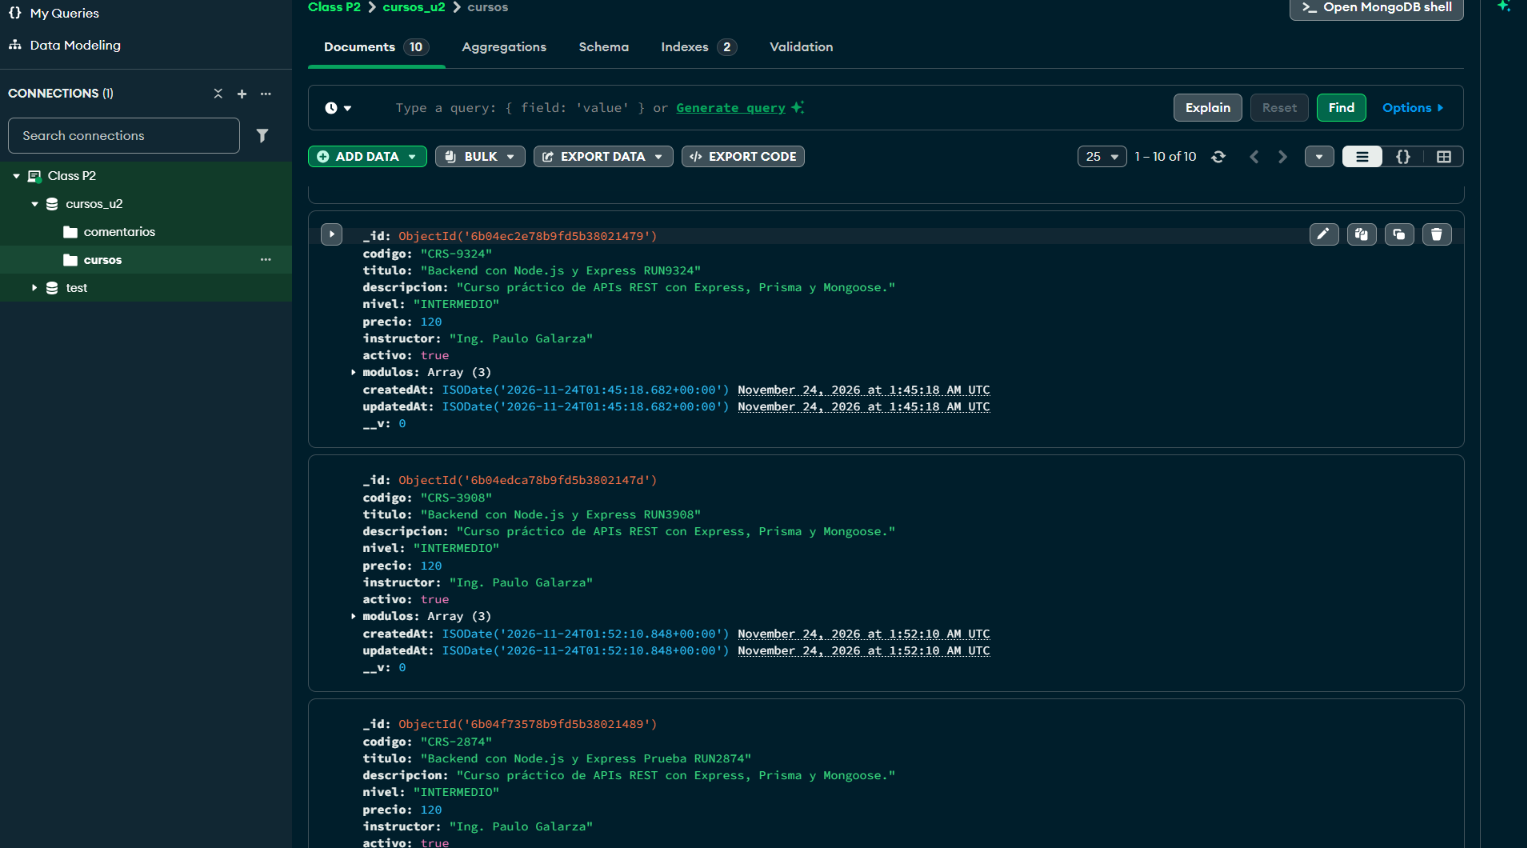 My Queries
Data Modeling
CONNECTIONS (1)
Search connections
Class P2
cursos_u2
comentarios
cursos
test
Class P2 cursos_u2 cursos
Open MongoDB shell
Documents 10 Aggregations Schema Indexes 2 Validation
Type a query: { field: 'value' } or Generate query
Explain Reset Find Options
ADD DATA BULK EXPORT DATA EXPORT CODE 25 1 – 10 of 10
_id: ObjectId('6b04ec2e78b9fd5b38021479')
codigo: "CRS-9324"
titulo: "Backend con Node.js y Express RUN9324"
descripcion: "Curso práctico de APIs REST con Express, Prisma y Mongoose."
nivel: "INTERMEDIO"
precio: 120
instructor: "Ing. Paulo Galarza"
activo: true
modulos: Array (3)
createdAt: ISODate('2026-11-24T01:45:18.682+00:00') November 24, 2026 at 1:45:18 AM UTC
updatedAt: ISODate('2026-11-24T01:45:18.682+00:00') November 24, 2026 at 1:45:18 AM UTC
__v: 0
_id: ObjectId('6b04edca78b9fd5b3802147d')
codigo: "CRS-3908"
titulo: "Backend con Node.js y Express RUN3908"
descripcion: "Curso práctico de APIs REST con Express, Prisma y Mongoose."
nivel: "INTERMEDIO"
precio: 120
instructor: "Ing. Paulo Galarza"
activo: true
modulos: Array (3)
createdAt: ISODate('2026-11-24T01:52:10.848+00:00') November 24, 2026 at 1:52:10 AM UTC
updatedAt: ISODate('2026-11-24T01:52:10.848+00:00') November 24, 2026 at 1:52:10 AM UTC
__v: 0
_id: ObjectId('6b04f73578b9fd5b38021489')
codigo: "CRS-2874"
titulo: "Backend con Node.js y Express Prueba RUN2874"
descripcion: "Curso práctico de APIs REST con Express, Prisma y Mongoose."
nivel: "INTERMEDIO"
precio: 120
instructor: "Ing. Paulo Galarza"
activo: true